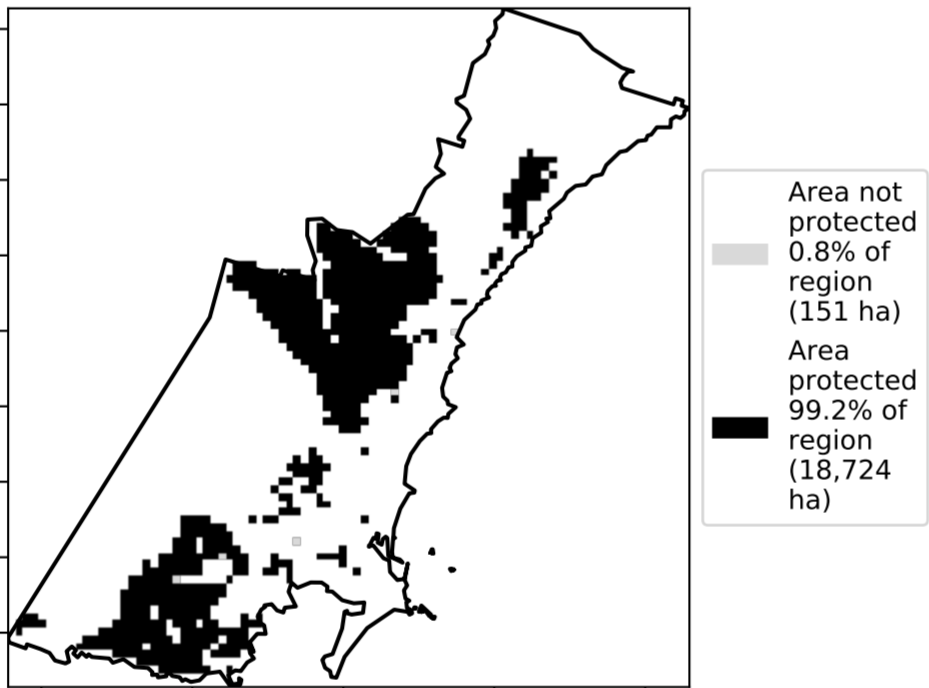 Area not
protected
0.8% of
region
(151 ha)
Area
protected
99.2% of
region
(18,724
ha)